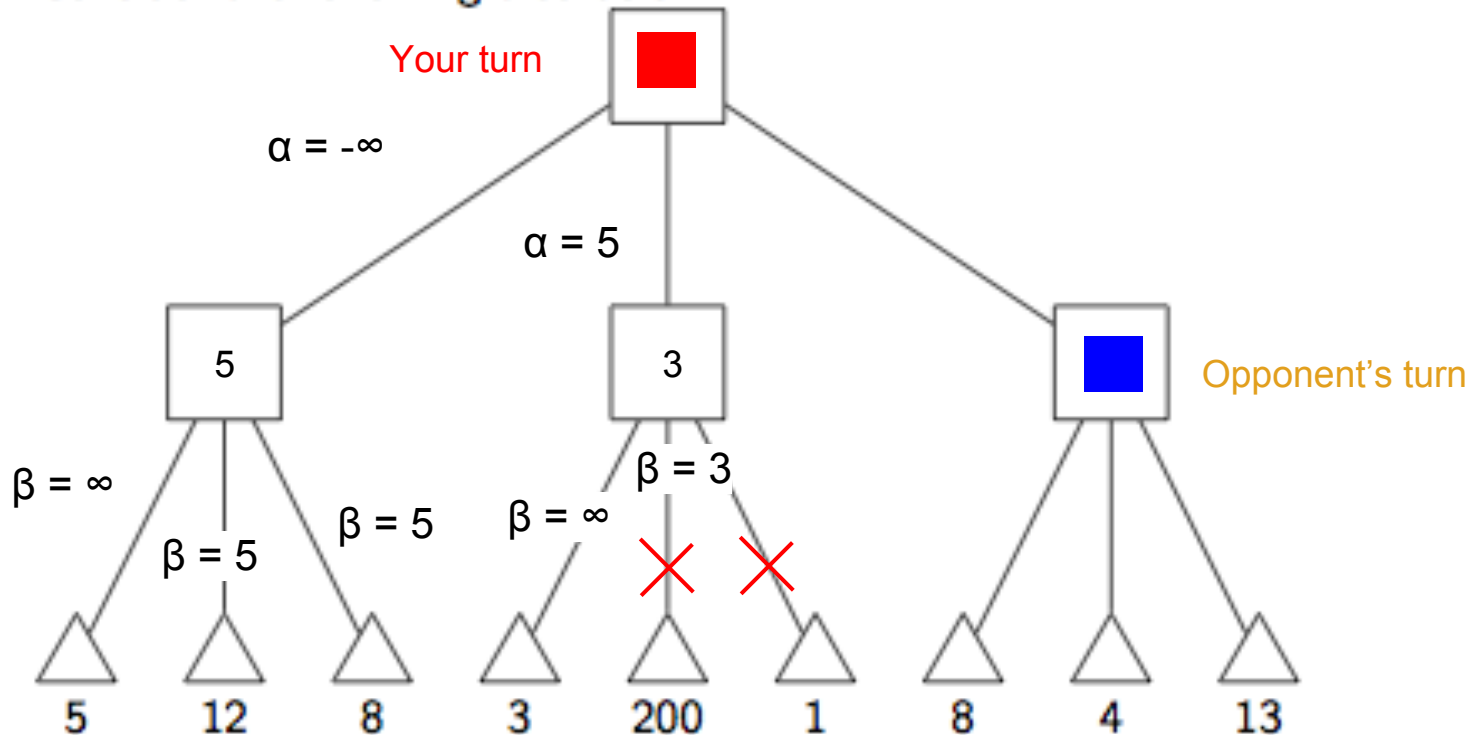 Your turn
α = -∞
α = 5
5
3
Opponent's turn
β = ∞
β = 5
β = 5
β = ∞
β = 3
5 12 8 3 200 1 8 4 13